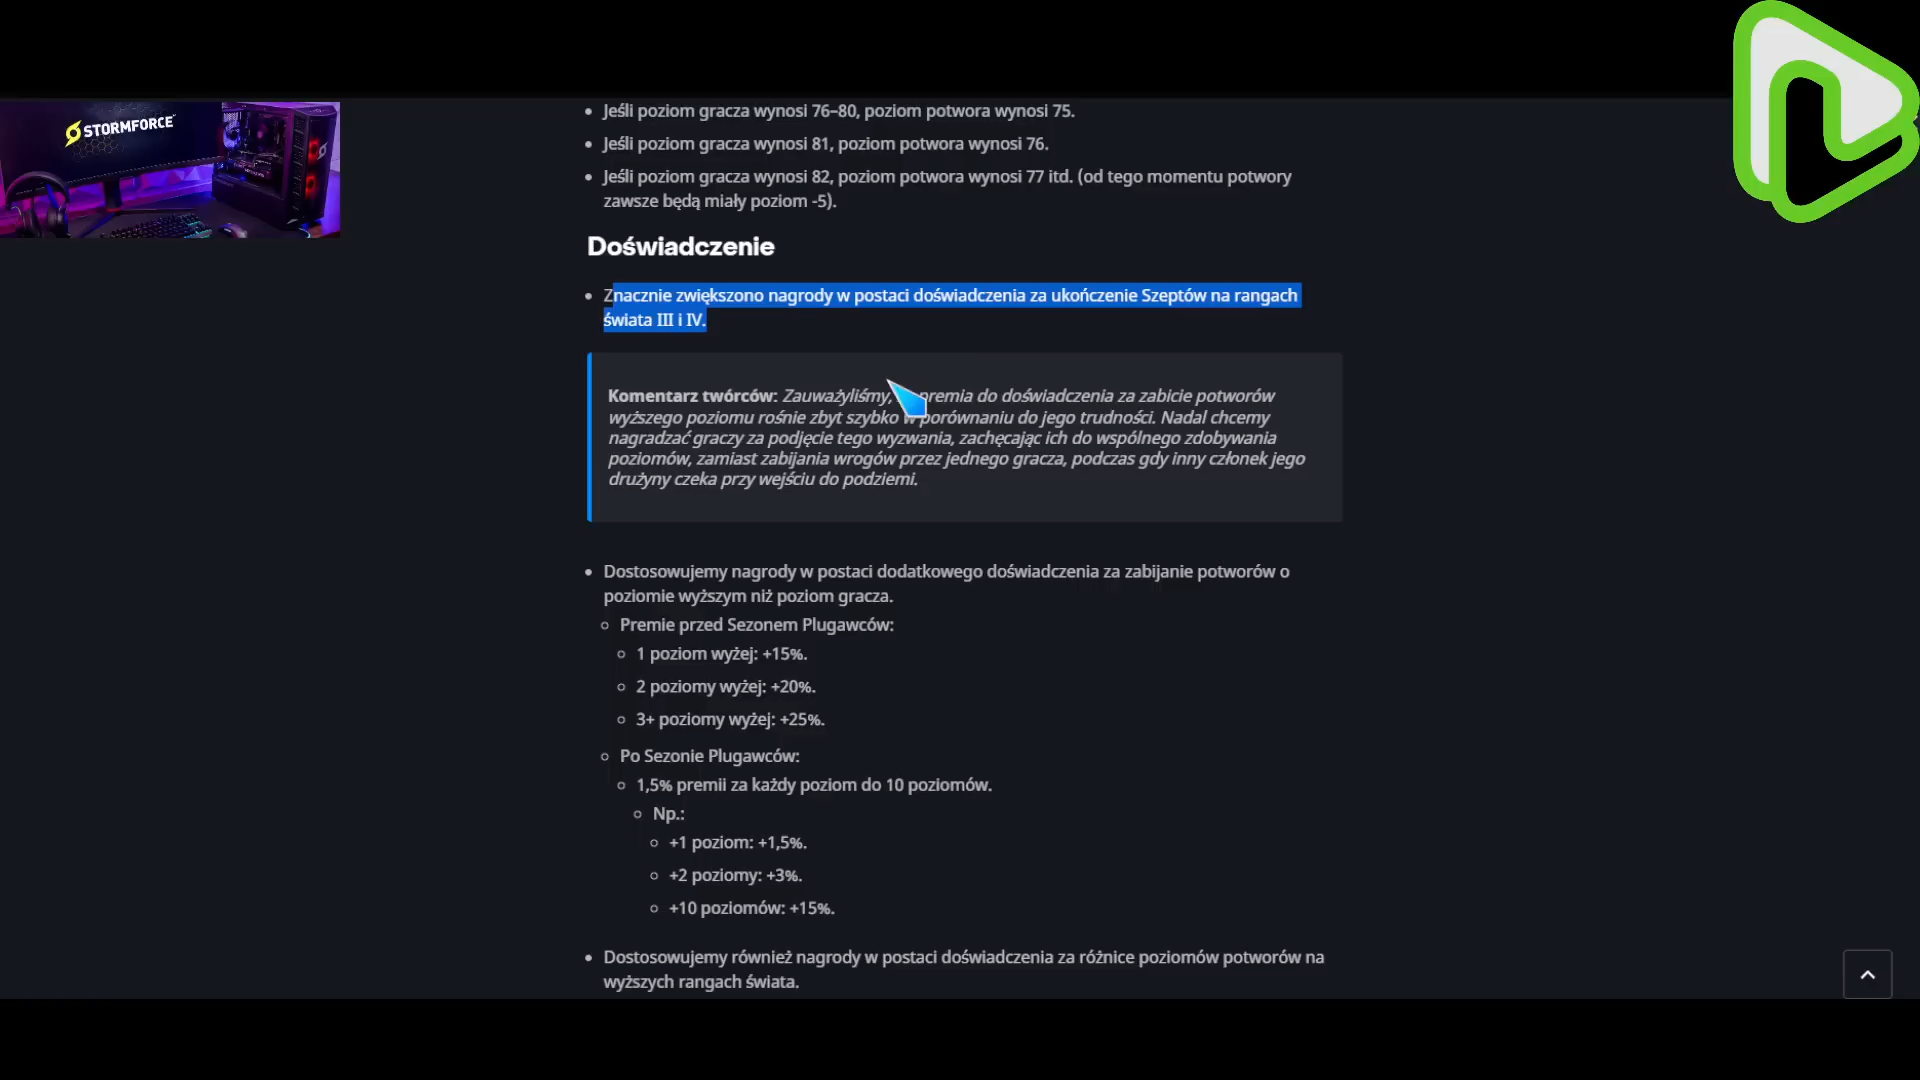 STORMFORCE
Jeśli poziom gracza wynosi 76–80, poziom potwora wynosi 75.
Jeśli poziom gracza wynosi 81, poziom potwora wynosi 76.
Jeśli poziom gracza wynosi 82, poziom potwora wynosi 77 itd. (od tego momentu potwory
zawsze będą miały poziom -5).
Doświadczenie
Znacznie zwiększono nagrody w postaci doświadczenia za ukończenie Szeptów na rangach
świata III i IV.
Komentarz twórców: Zauważyliśmy, premia do doświadczenia za zabicie potworów
wyższego poziomu rośnie zbyt szybko w porównaniu do jego trudności. Nadal chcemy
nagradzać graczy za podjęcie tego wyzwania, zachęcając ich do wspólnego zdobywania
poziomów, zamiast zabijania wrogów przez jednego gracza, podczas gdy inny członek jego
drużyny czeka przy wejściu do podziemi.
Dostosowujemy nagrody w postaci dodatkowego doświadczenia za zabijanie potworów o
poziomie wyższym niż poziom gracza.
Premie przed Sezonem Plugawców:
1 poziom wyżej: +15%.
2 poziomy wyżej: +20%.
3+ poziomy wyżej: +25%.
Po Sezonie Plugawców:
1,5% premii za każdy poziom do 10 poziomów.
Np.:
+1 poziom: +1,5%.
+2 poziomy: +3%.
+10 poziomów: +15%.
Dostosowujemy również nagrody w postaci doświadczenia za różnice poziomów potworów na
wyższych rangach świata.